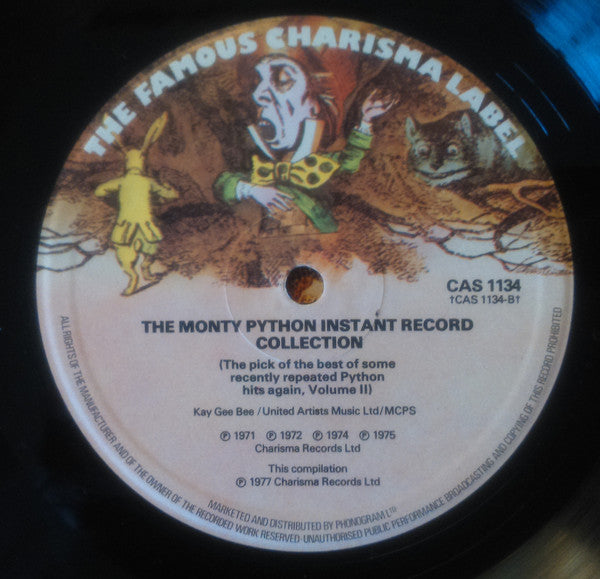 THE FAMOUS CHARISMA LABEL
CAS 1134
†CAS 1134-B†
THE MONTY PYTHON INSTANT RECORD
COLLECTION
(The pick of the best of some
recently repeated Python
hits again, Volume II)
Kay Gee Bee/United Artists Music Ltd/MCPS
℗ 1971 ℗ 1972 ℗ 1974 ℗ 1975
Charisma Records Ltd
This compilation
℗ 1977 Charisma Records Ltd
MARKETED AND DISTRIBUTED BY PHONOGRAM LTD
ALL RIGHTS OF THE MANUFACTURER AND OF THE OWNER OF THE RECORDED WORK RESERVED·UNAUTHORISED PUBLIC PERFORMANCE BROADCASTING AND COPYING OF THIS RECORD PROHIBITED